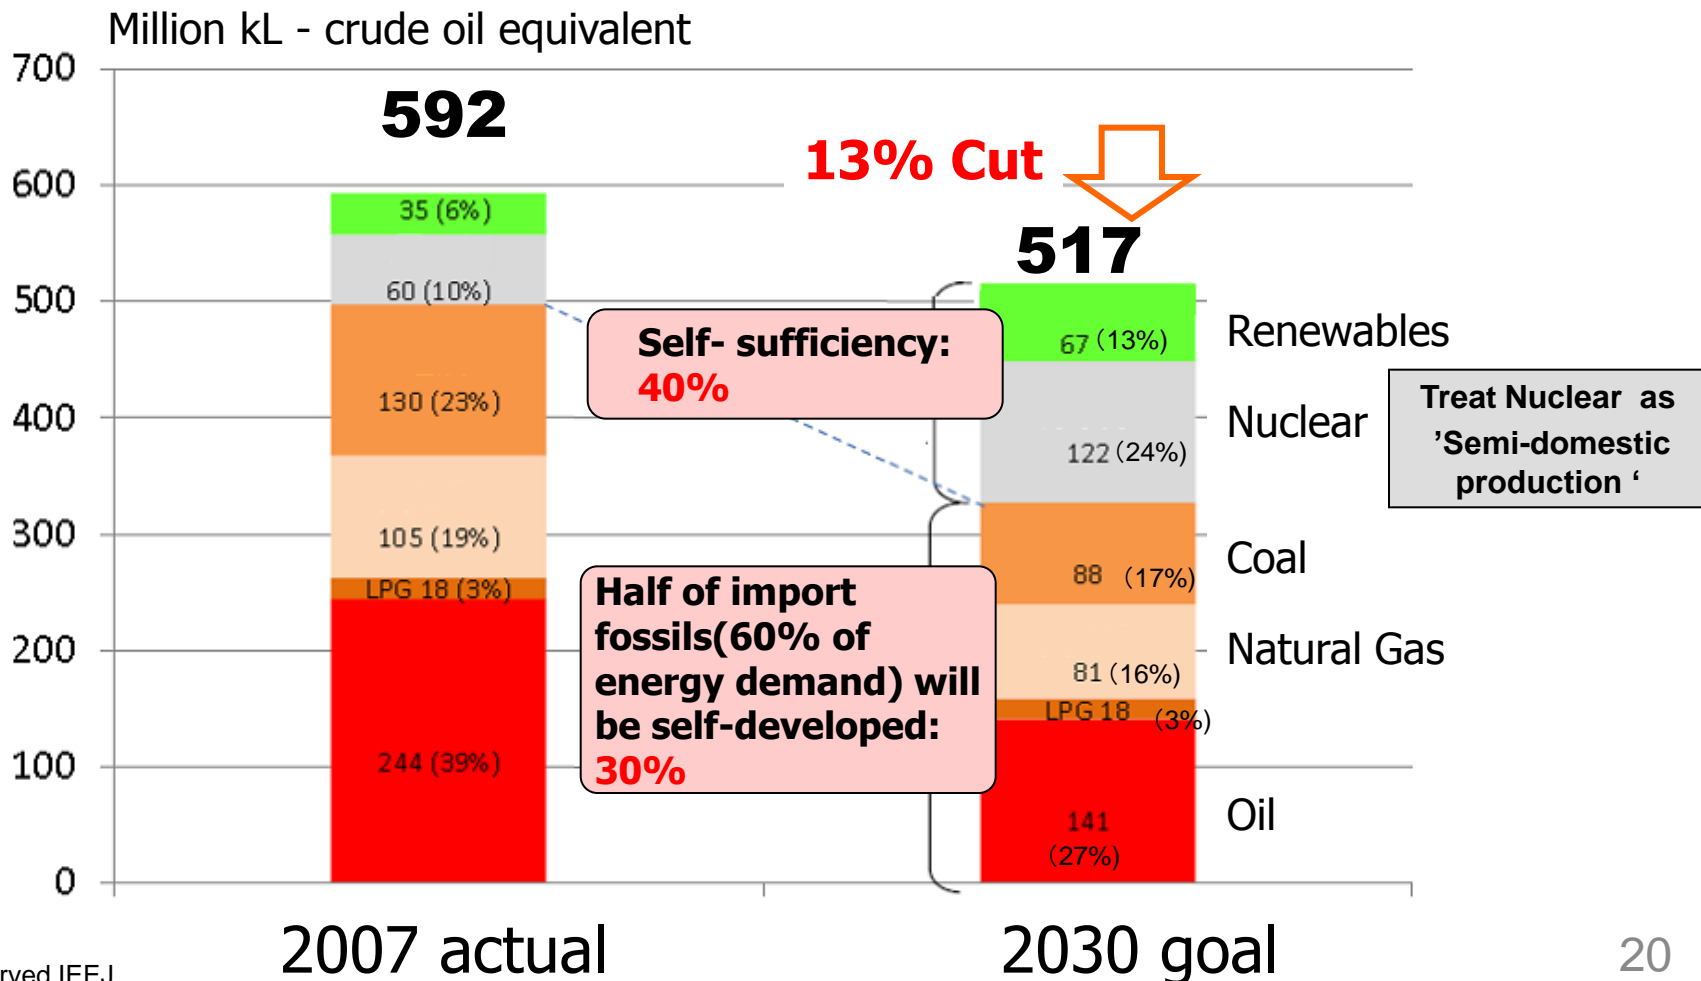 Million kL - crude oil equivalent
700
600
500
400
300
200
100
0
592
35 (6%)
60 (10%)
130 (23%)
105 (19%)
LPG 18 (3%)
244 (39%)
13% Cut
517
67 (13%)
122 (24%)
88 (17%)
81 (16%)
LPG 18 (3%)
141
(27%)
Self- sufficiency:
40%
Half of import
fossils(60% of
energy demand) will
be self-developed:
30%
Renewables
Nuclear
Coal
Natural Gas
Oil
Treat Nuclear as
’Semi-domestic
production ‘
2007 actual
2030 goal
rved IEEJ
20